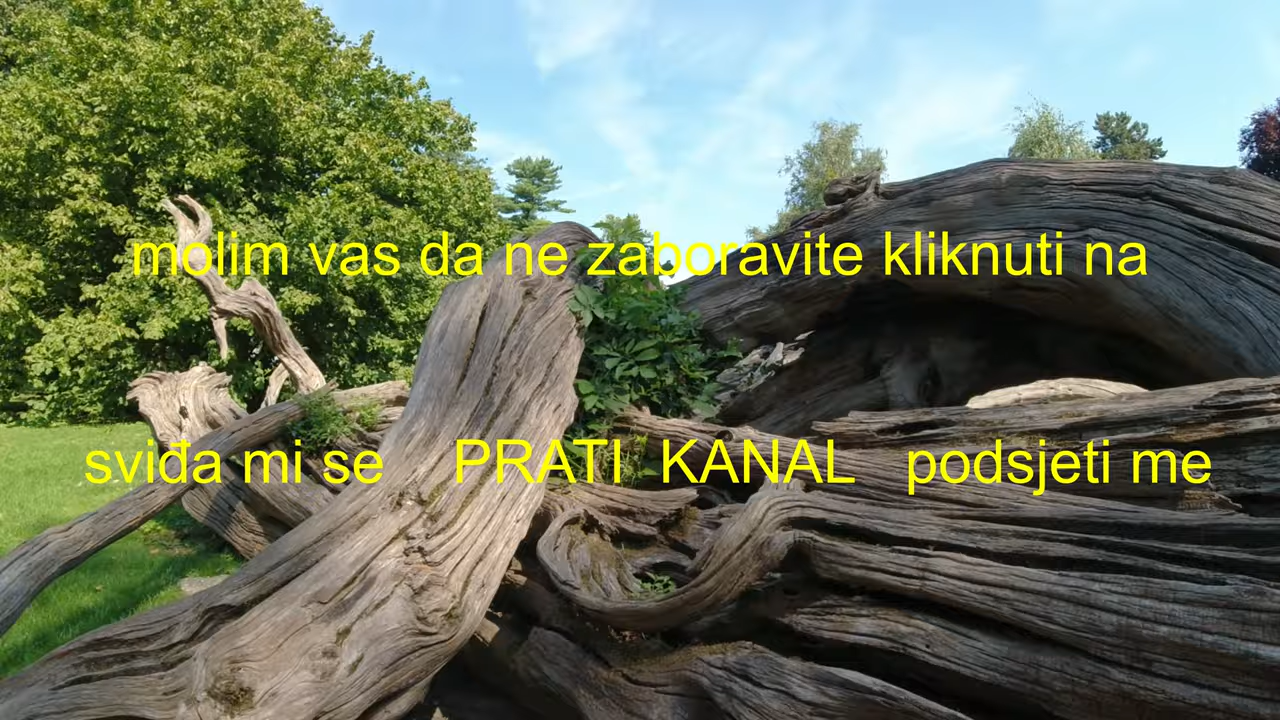 molim vas da ne zaboravite kliknuti na
sviđa mi se PRATI KANAL podsjeti me